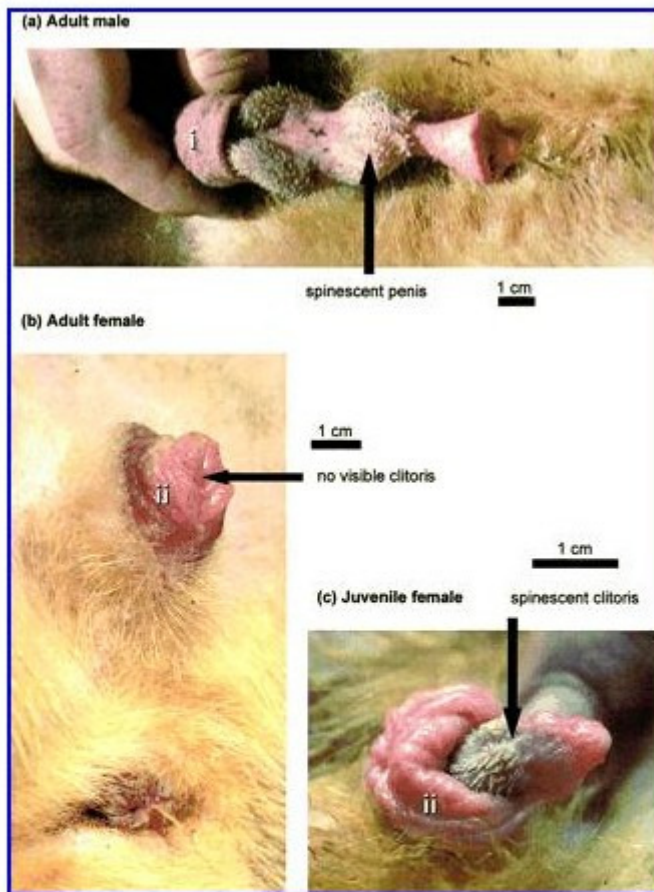 (a) Adult male
i
spinescent penis
1 cm
(b) Adult female
1 cm
ii
no visible clitoris
1 cm
(c) Juvenile female
spinescent clitoris
ii